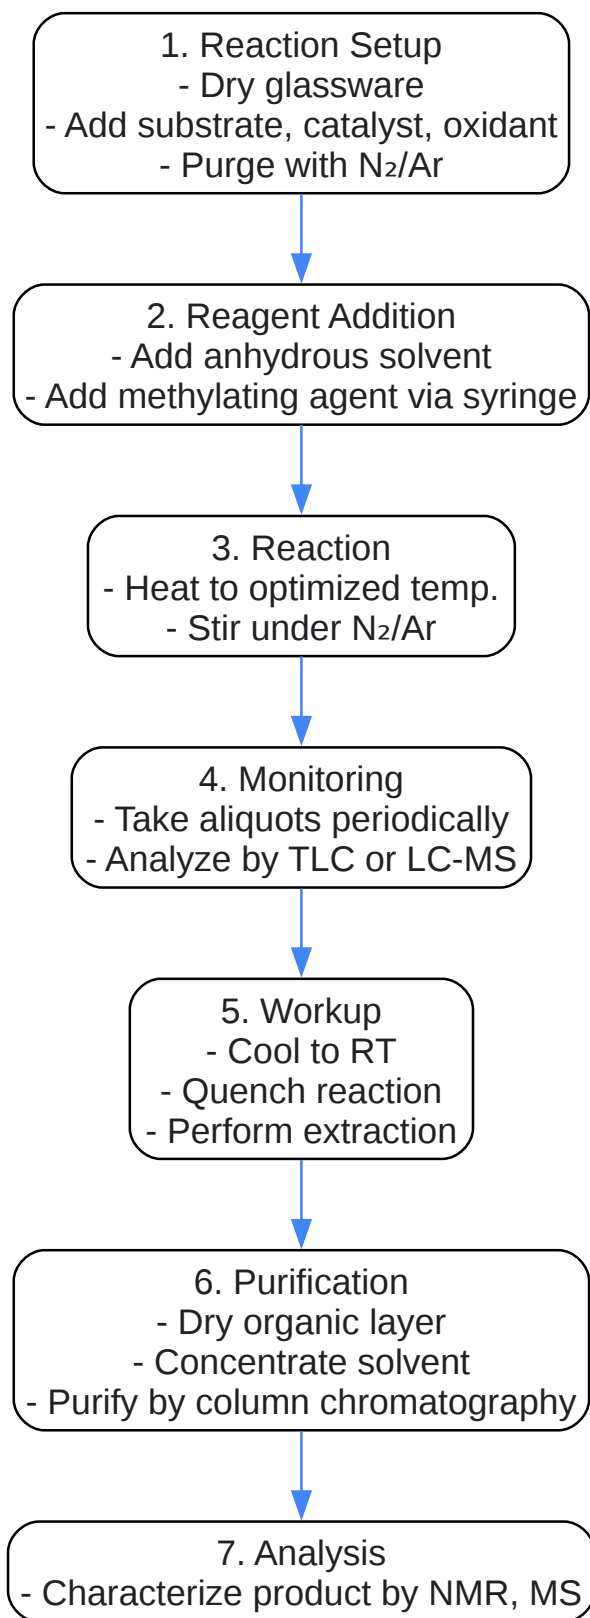 1. Reaction Setup
- Dry glassware
- Add substrate, catalyst, oxidant
- Purge with N₂/Ar
2. Reagent Addition
- Add anhydrous solvent
- Add methylating agent via syringe
3. Reaction
- Heat to optimized temp.
- Stir under N₂/Ar
4. Monitoring
- Take aliquots periodically
- Analyze by TLC or LC-MS
5. Workup
- Cool to RT
- Quench reaction
- Perform extraction
6. Purification
- Dry organic layer
- Concentrate solvent
- Purify by column chromatography
7. Analysis
- Characterize product by NMR, MS